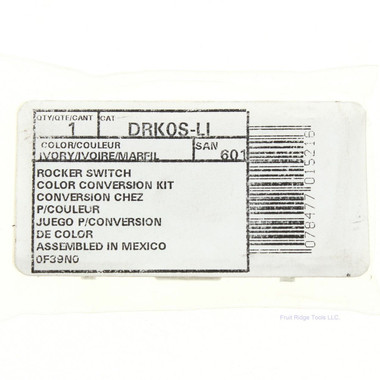 QTY/QTE/CANT CAT
1 DRK0S-LI
COLOR/COULEUR SAN
IVORY/IVOIRE/MARFIL 601
ROCKER SWITCH
COLOR CONVERSION KIT
CONVERSION CHEZ
P/COULEUR
JUEGO P/CONVERSION
DE COLOR
ASSEMBLED IN MEXICO
0F39N0
078477015216
Fruit Ridge Tools LLC.